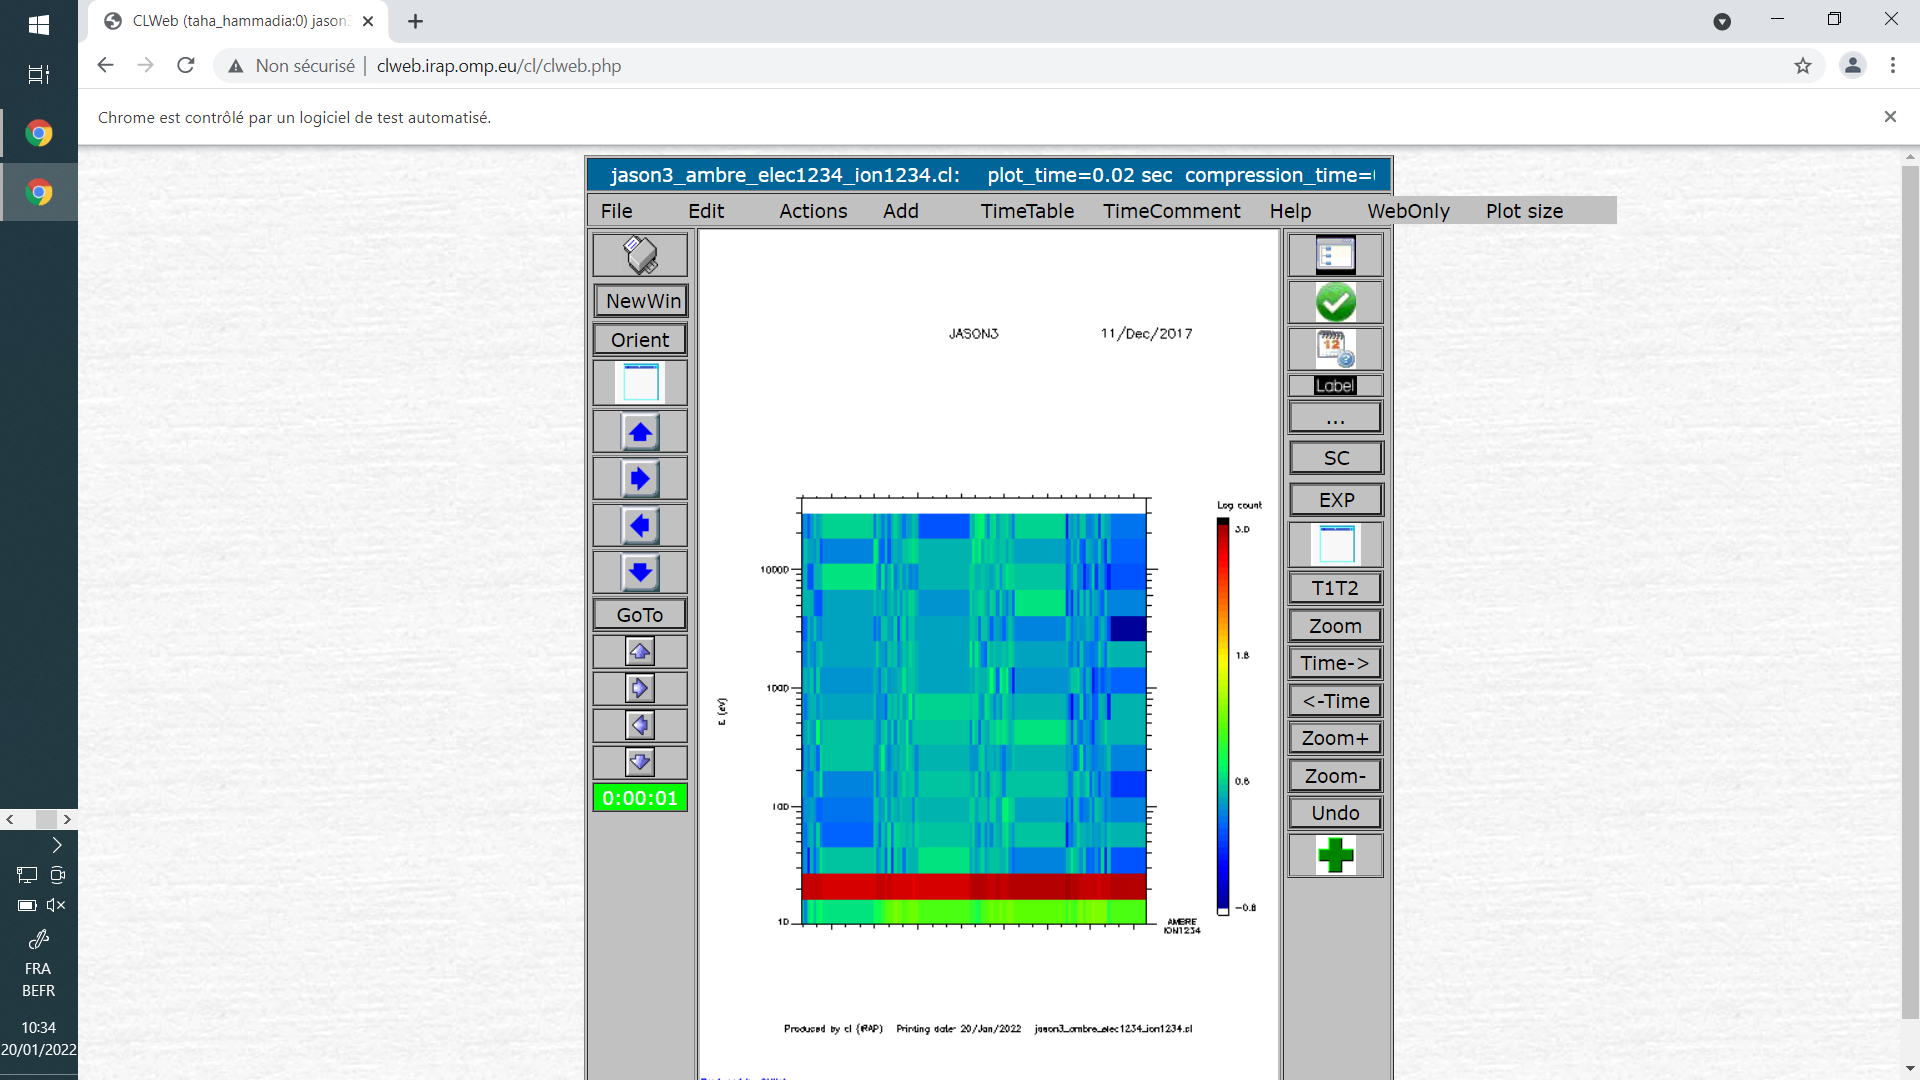 CLWeb (taha_hammadia:0) jason3
Non sécurisé | clweb.irap.omp.eu/cl/clweb.php
Chrome est contrôlé par un logiciel de test automatisé.
jason3_ambre_elec1234_ion1234.cl: plot_time=0.02 sec compression_time=
File Edit Actions Add TimeTable TimeComment Help WebOnly Plot size
NewWin
Orient
GoTo
0:00:01
JASON3 11/Dec/2017
Log count
3.0
1.8
0.6
-0.8
10000
1000
100
10
E (eV)
AMBRE
ION1234
Produced by cl (IRAP) Printing date: 20/Jan/2022 jason3_ambre_elec1234_ion1234.cl
12
Label
...
SC
EXP
T1T2
Zoom
Time->
<-Time
Zoom+
Zoom-
Undo
FRA
BEFR
10:34
20/01/2022